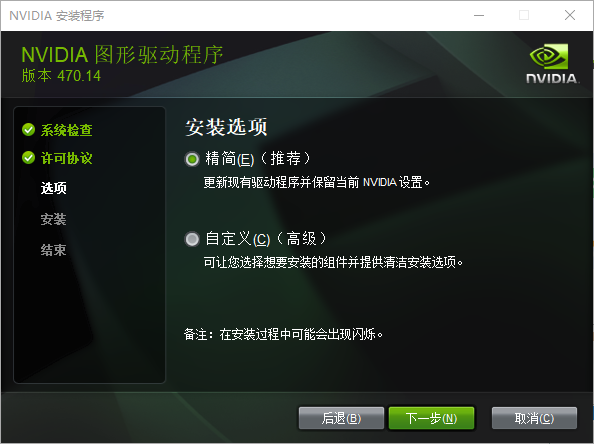 NVIDIA 安装程序
NVIDIA 图形驱动程序
版本 470.14
NVIDIA.
系统检查
许可协议
选项
安装
结束
安装选项
精简(E)（推荐）
更新现有驱动程序并保留当前 NVIDIA 设置。
自定义(C)（高级）
可让您选择想要安装的组件并提供清洁安装选项。
备注：在安装过程中可能会出现闪烁。
后退(B)
下一步(N)
取消(C)